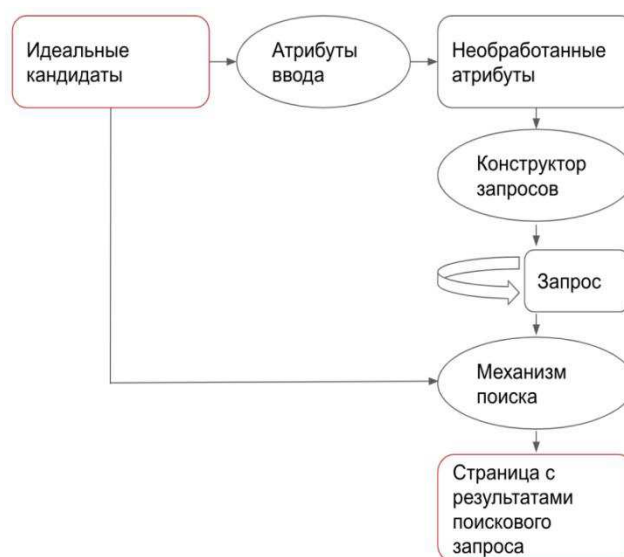 Идеальные
кандидаты
Атрибуты
ввода
Необработанные
атрибуты
Конструктор
запросов
Запрос
Механизм
поиска
Страница с
результатами
поискового
запроса